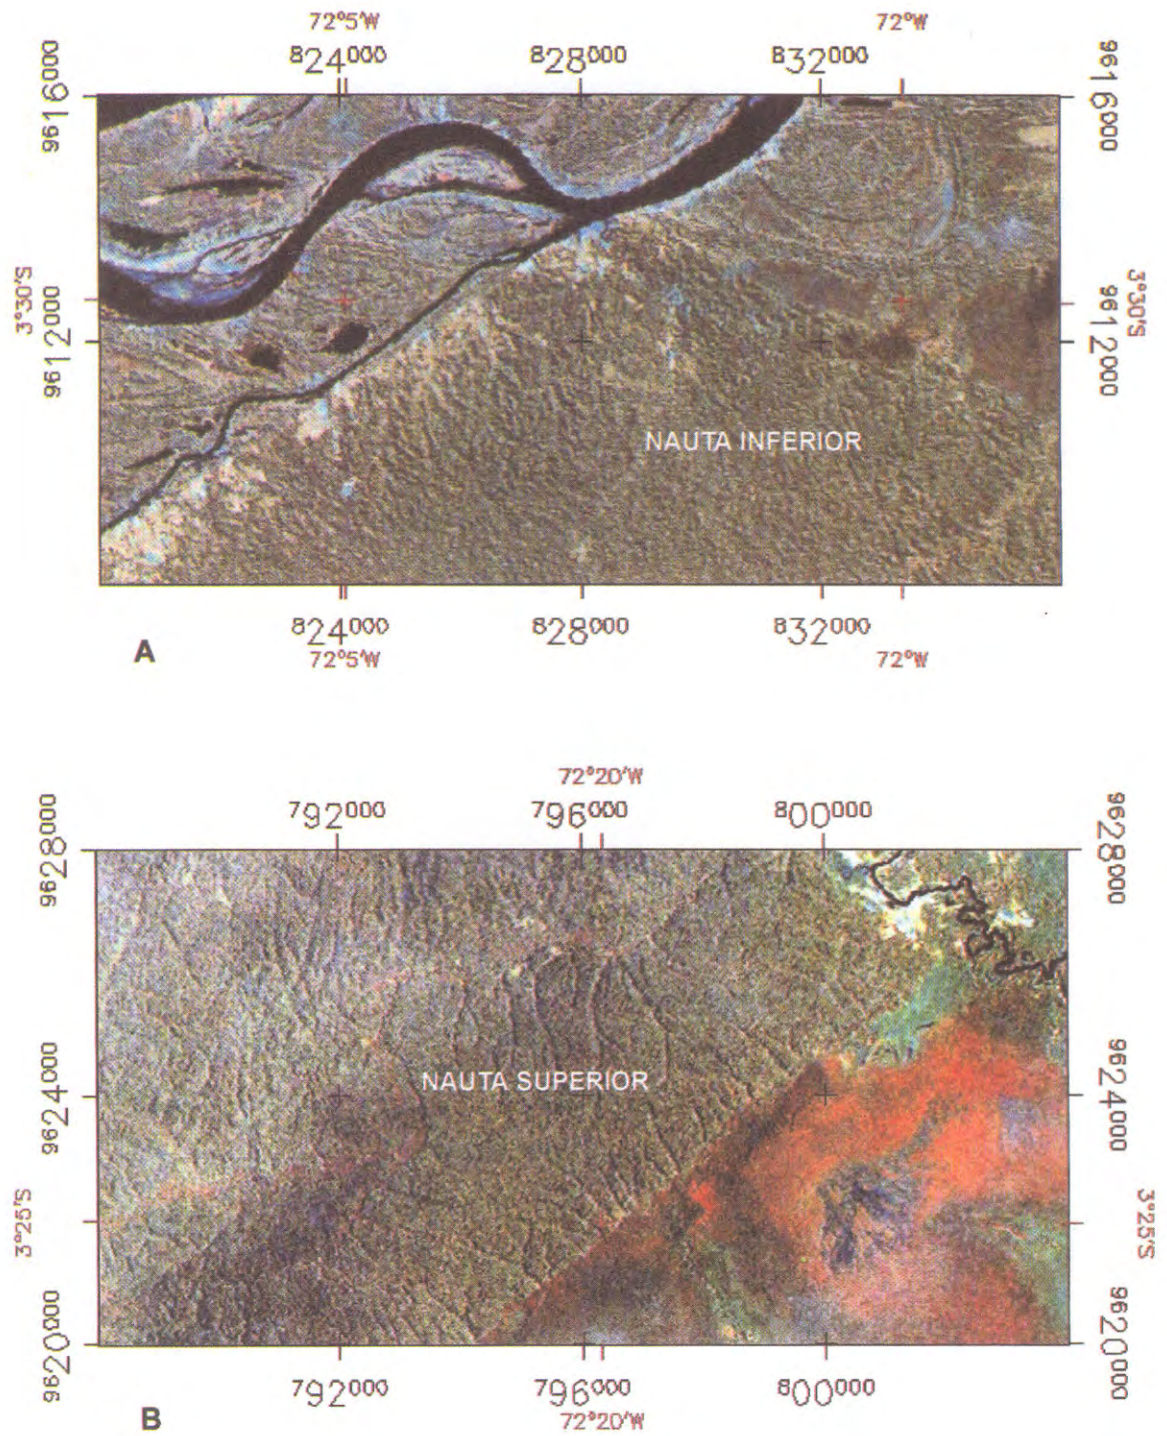 72°5'W 72°W
824000 828000 832000
9616000 9616000
3°30'S 3°30'S
9612000 9612000
NAUTA INFERIOR
824000 828000 832000
A
72°5'W 72°W
72°20'W
792000 796000 800000
9628000 9628000
NAUTA SUPERIOR
9624000 9624000
3°25'S 3°25'S
9620000 9620000
792000 796000 800000
B
72°20'W